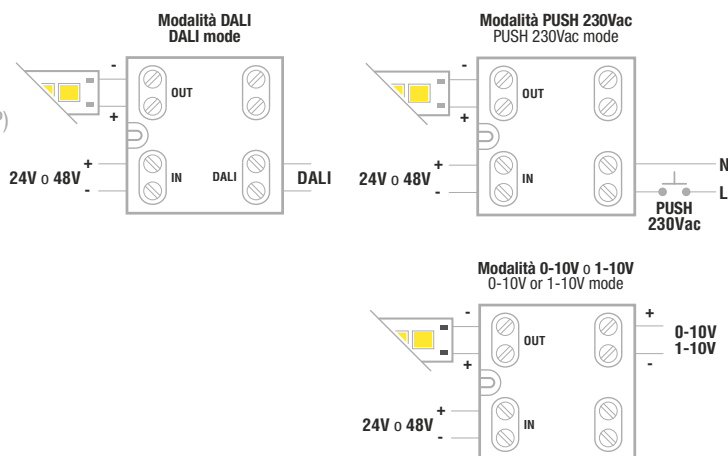 Modalità DALI
DALI mode
-
OUT
+
+
24V o 48V
-
IN
DALI
DALI
Modalità PUSH 230Vac
PUSH 230Vac mode
-
OUT
+
+
24V o 48V
-
IN
N
L
PUSH
230Vac
Modalità 0-10V o 1-10V
0-10V or 1-10V mode
-
OUT
+
+
0-10V
1-10V
-
+
24V o 48V
-
IN